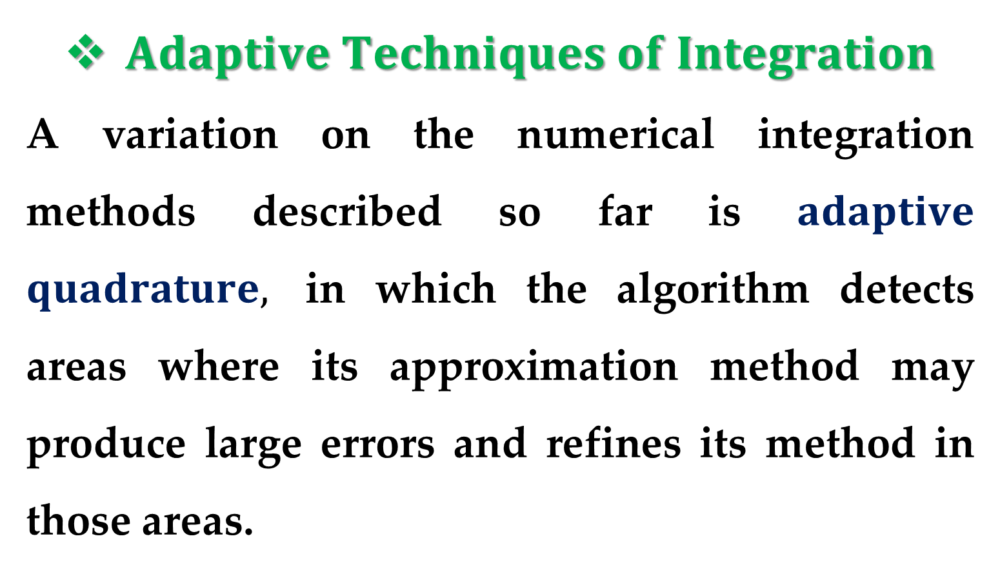 ❖ Adaptive Techniques of Integration
A variation on the numerical integration
methods described so far is adaptive
quadrature, in which the algorithm detects
areas where its approximation method may
produce large errors and refines its method in
those areas.